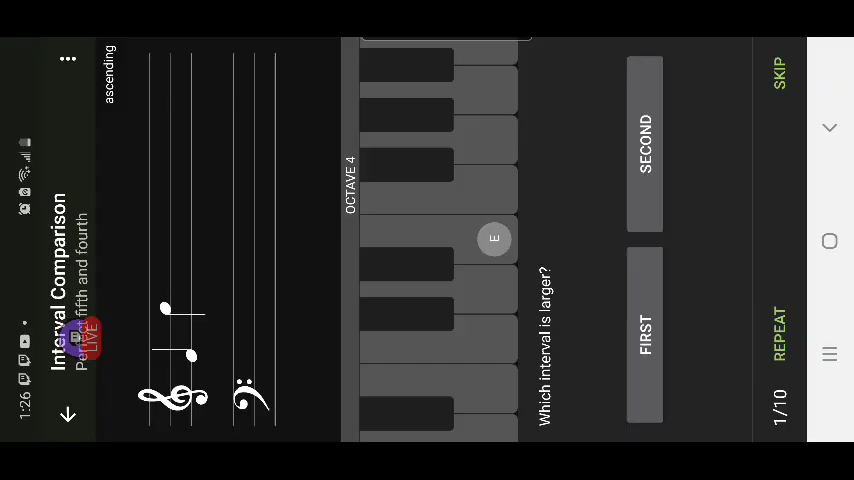 1:26
Interval Comparison
Perfect fifth and fourth
LIVE
ascending
OCTAVE 4
E
Which interval is larger?
FIRST
SECOND
1/10
REPEAT
SKIP